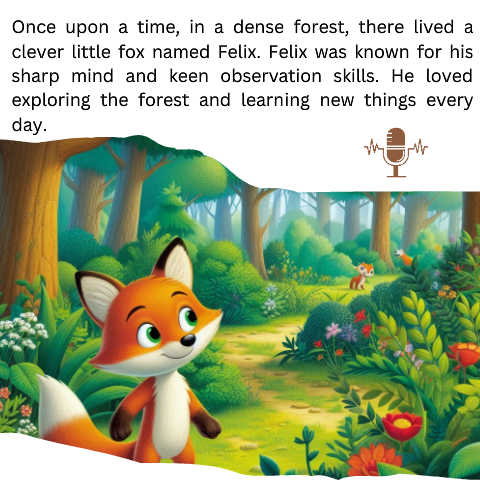 Once upon a time, in a dense forest, there lived a
clever little fox named Felix. Felix was known for his
sharp mind and keen observation skills. He loved
exploring the forest and learning new things every
day.